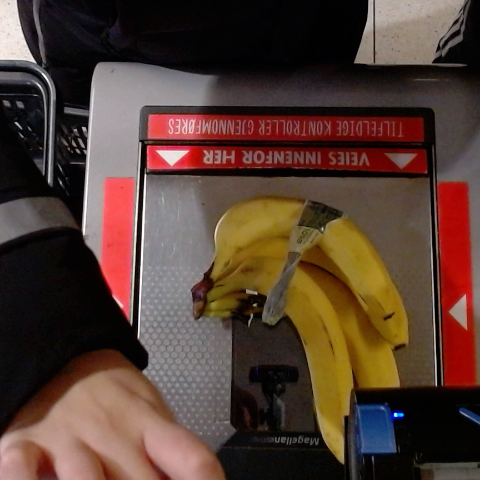 TILFELDIGE KONTROLLER GJENNOMFØRES
VEIES INNENFOR HER
Magellan